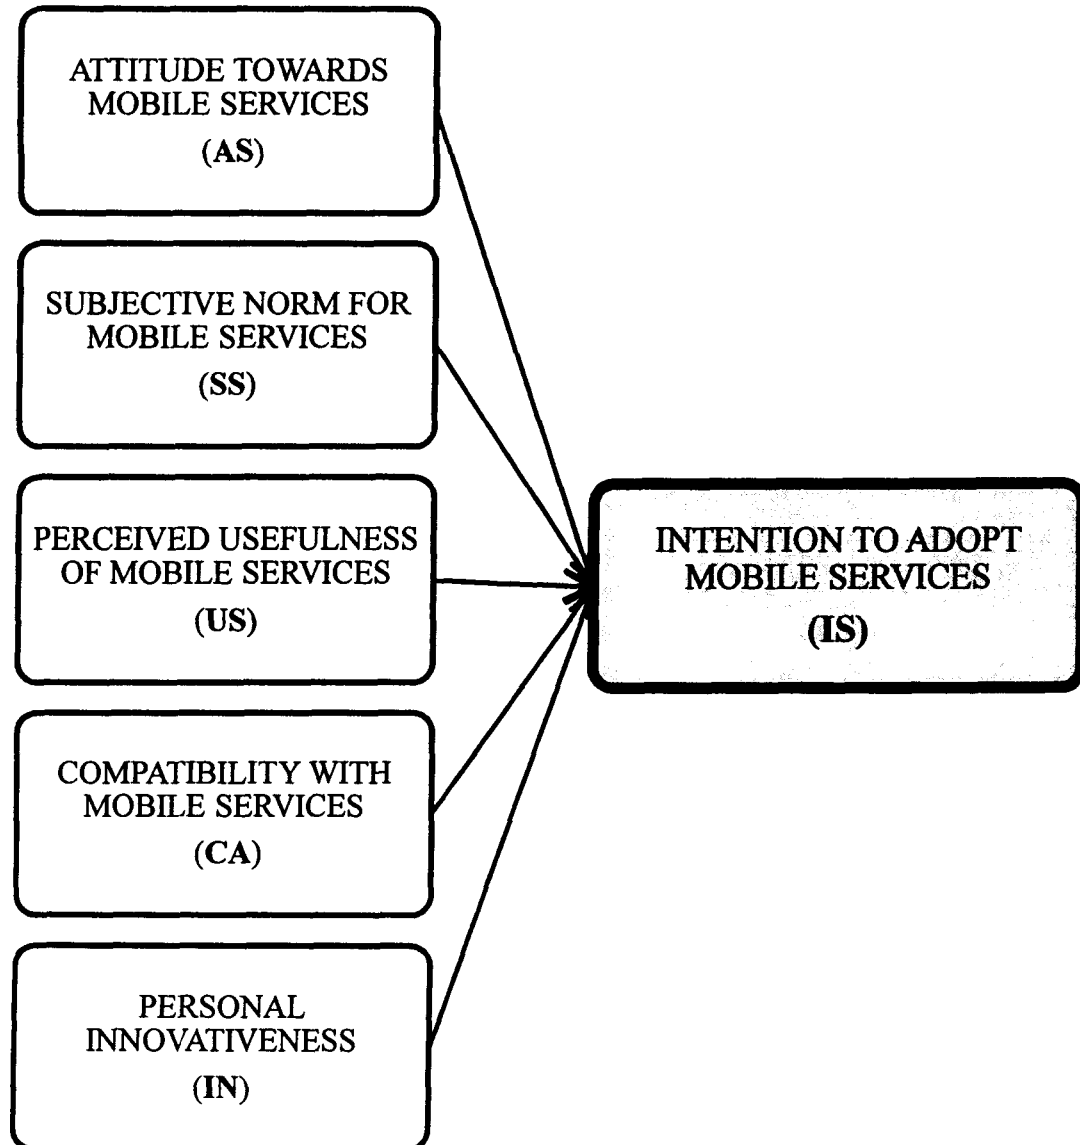 ATTITUDE TOWARDS
MOBILE SERVICES
(AS)
SUBJECTIVE NORM FOR
MOBILE SERVICES
(SS)
PERCEIVED USEFULNESS
OF MOBILE SERVICES
(US)
COMPATIBILITY WITH
MOBILE SERVICES
(CA)
PERSONAL
INNOVATIVENESS
(IN)
INTENTION TO ADOPT
MOBILE SERVICES
(IS)